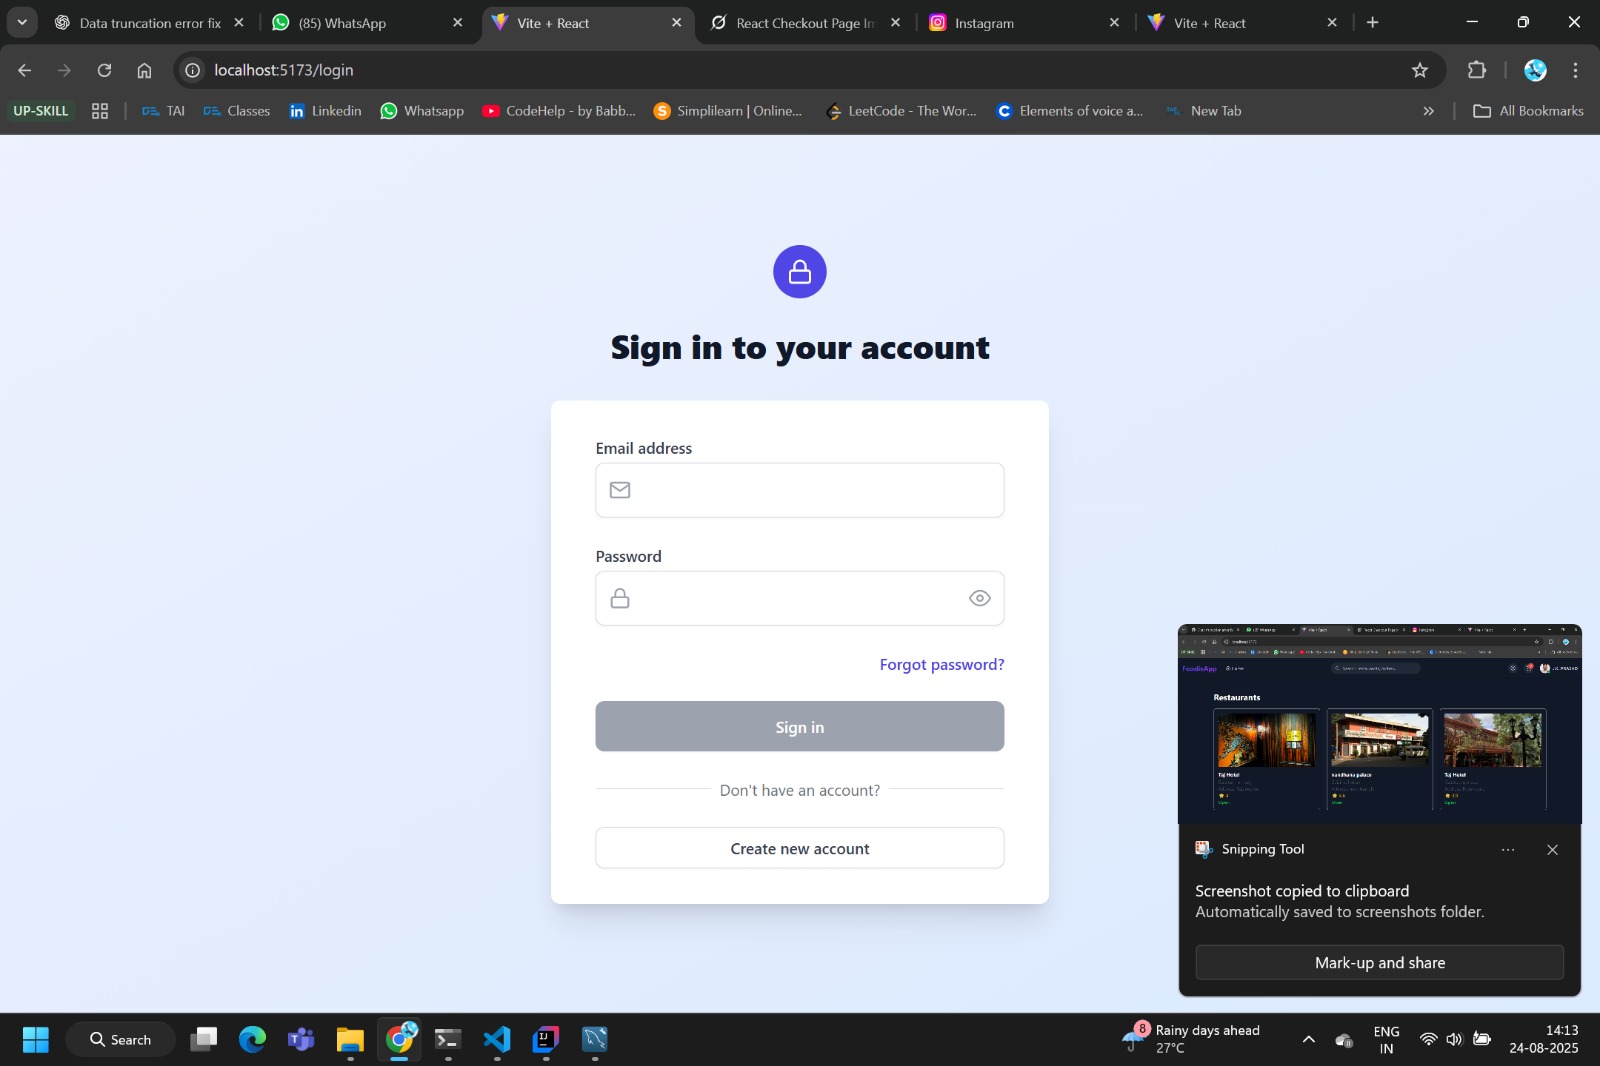 Data truncation error fix
(85) WhatsApp
Vite + React
React Checkout Page In
Instagram
Vite + React
localhost:5173/login
UP-SKILL
TAI
Classes
Linkedin
Whatsapp
CodeHelp - by Babb...
Simplilearn | Online...
LeetCode - The Wor...
Elements of voice a...
New Tab
All Bookmarks
Sign in to your account
Email address
Password
Forgot password?
Sign in
Don't have an account?
Create new account
FoodieApp
Home
Restaurants
Taj Hotel
nandhana palace
Taj Hotel
Snipping Tool
Screenshot copied to clipboard
Automatically saved to screenshots folder.
Mark-up and share
Search
8
Rainy days ahead
27°C
ENG
IN
14:13
24-08-2025